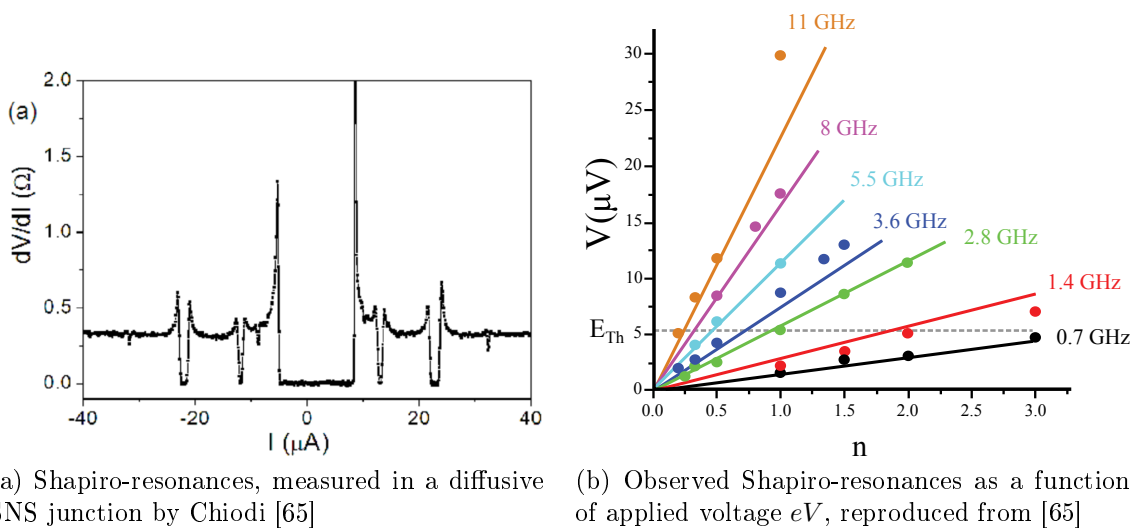 (a)
2.0
1.5
1.0
0.5
0.0
dV/dI (Ω)
-40
-20
0
20
40
I (μA)
11 GHz
8 GHz
5.5 GHz
3.6 GHz
2.8 GHz
1.4 GHz
0.7 GHz
30
25
20
15
10
5
0
V(μV)
E_Th
0.0
0.5
1.0
1.5
2.0
2.5
3.0
n
a) Shapiro-resonances, measured in a diffusive
SNS junction by Chiodi [65]
(b) Observed Shapiro-resonances as a function
of applied voltage eV, reproduced from [65]